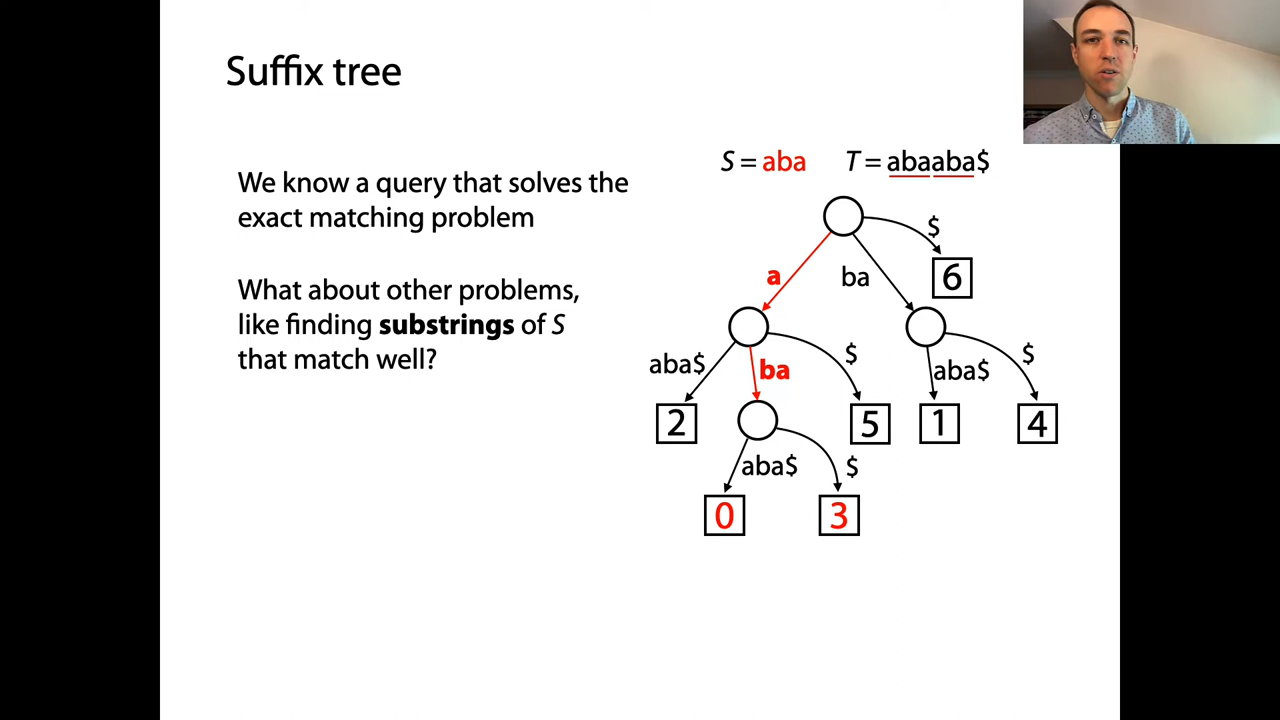 Suffix tree
We know a query that solves the
exact matching problem
What about other problems,
like finding substrings of S
that match well?
S = aba T = abaaba$
$
a ba 6
aba$ ba $ aba$ $
2 5 1 4
aba$ $
0 3